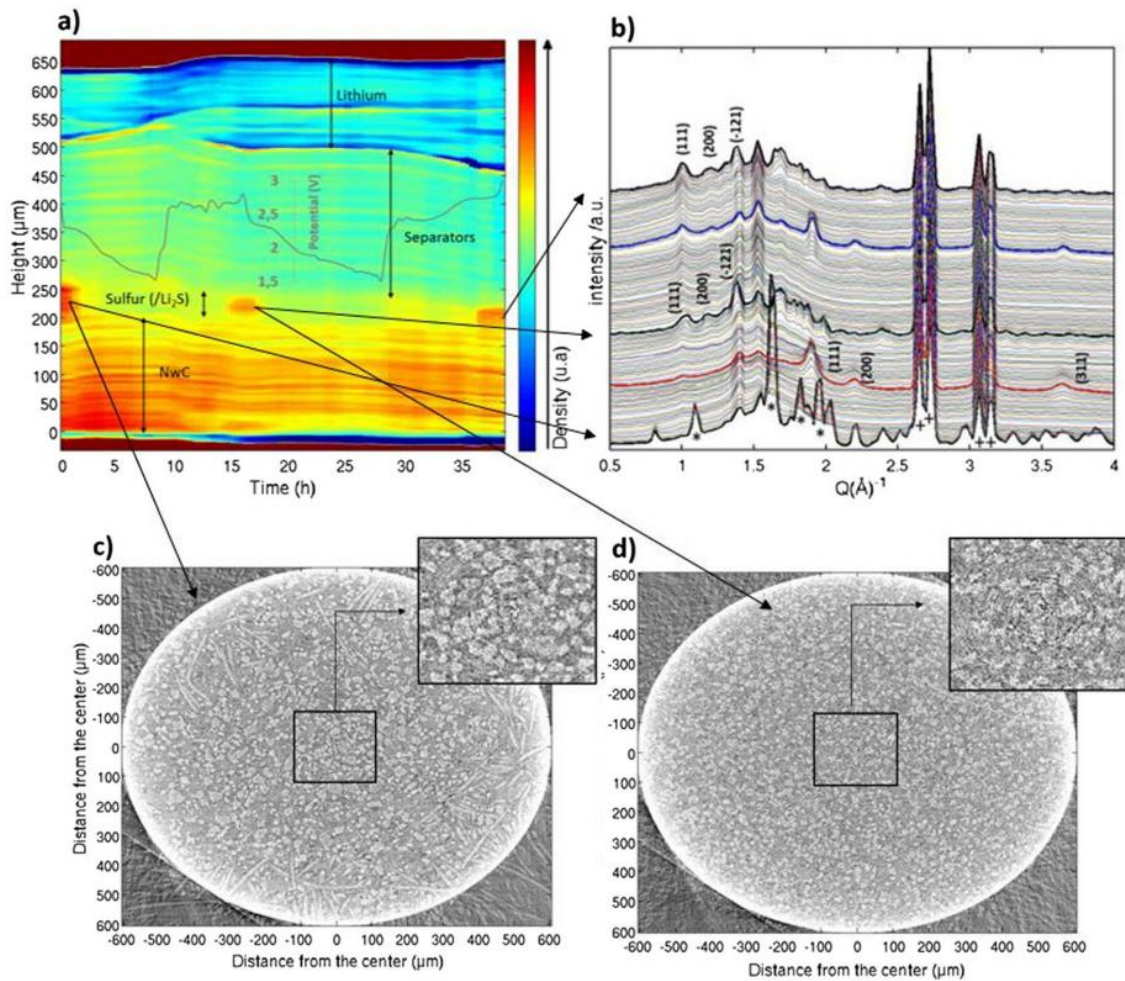 a)
650
600
550
500
450
400
350
300
250
200
150
100
50
0
Height (µm)
Lithium
3
2,5
2
1,5
Potential (V)
Separators
Sulfur (/Li₂S)
NwC
0 5 10 15 20 25 30 35
Time (h)
Density (u.a)
b)
intensity /a.u.
(111)
(200)
(-121)
(111)
(200)
(-121)
(111)
(200)
(311)
* * * *
+ + + +
0.5 1 1.5 2 2.5 3 3.5 4
Q(Å)⁻¹
c)
-600
-500
-400
-300
-200
-100
0
100
200
300
400
500
600
Distance from the center (µm)
-600 -500 -400 -300 -200 -100 0 100 200 300 400 500 600
Distance from the center (µm)
d)
-600
-500
-400
-300
-200
-100
0
100
200
300
400
500
600
-600 -500 -400 -300 -200 -100 0 100 200 300 400 500 600
Distance from the center (µm)